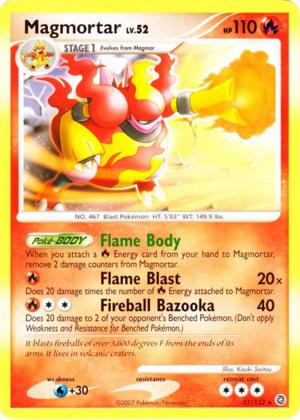 Magmortar LV.52 HP 110
STAGE 1 Evolves from Magmar
NO. 467 Blast Pokémon HT: 5'03" WT: 149.9 lbs.
Poké-BODY Flame Body
When you attach a Energy card from your hand to Magmortar,
remove 2 damage counters from Magmortar.
Flame Blast 20x
Does 20 damage times the number of Energy attached to Magmortar.
Fireball Bazooka 40
Does 20 damage to 2 of your opponent's Benched Pokémon. (Don't apply
Weakness and Resistance for Benched Pokémon.)
It blasts fireballs of over 3,600 degrees F from the ends of its
arms. It lives in volcanic craters.
Illus. Kouki Saitou
weakness resistance retreat cost
+30
©2007 Pokémon/Nintendo
31/132